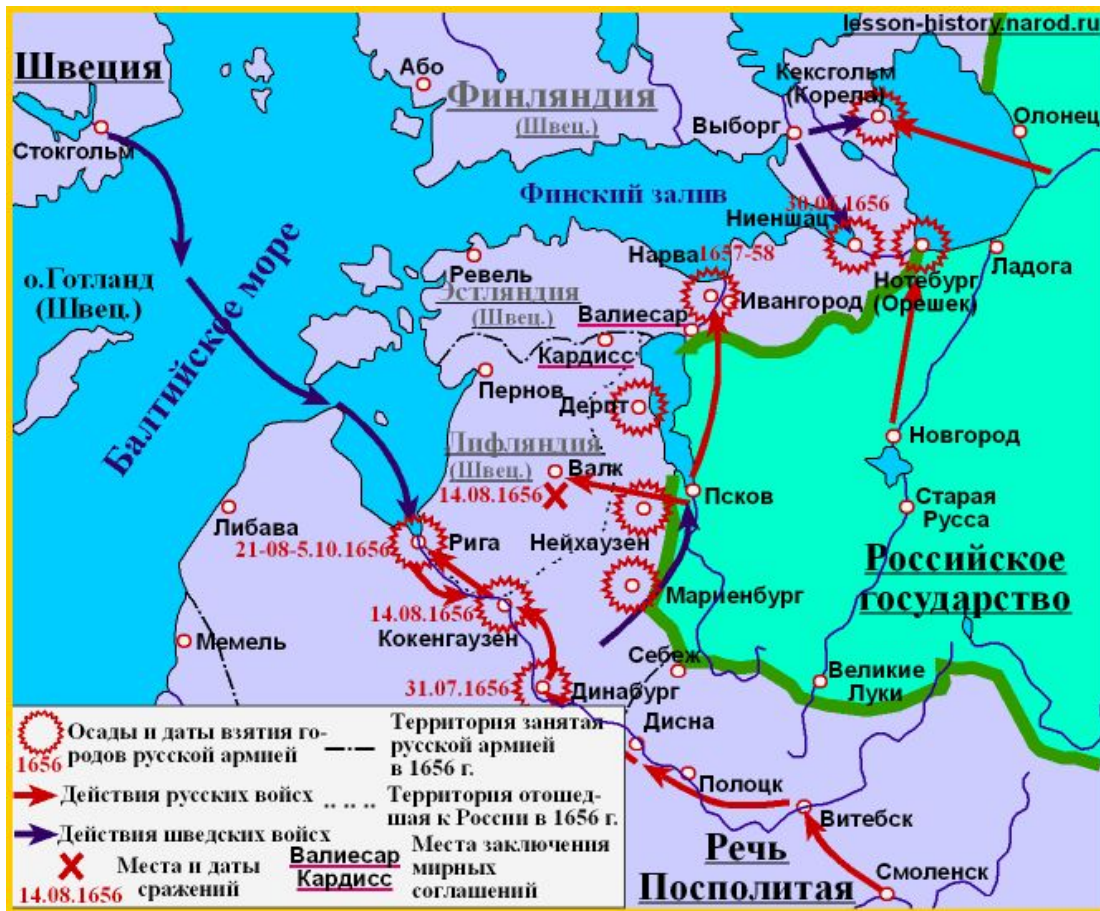 lesson-history.narod.ru
Швеция
Або
Финляндия
(Швец.)
Кексгольм
(Корела)
Выборг
Олонец
Стокгольм
Финский залив
30.06.1656
Ниеншац
Нарва
1657-58
Ладога
о.Готланд
(Швец.)
Ревель
Нотебург
(Орешек)
Ивангород
Эстляндия
(Швец.)
Валиесар
Кардисс
Балтийское море
Пернов
Дерпт
Лифляндия
(Швец.)
Валк
14.08.1656
Новгород
Псков
Старая
Русса
Либава
21-08-5.10.1656
Рига
Нейхаузен
Российское
государство
14.08.1656
Кокенгаузен
Мариенбург
Мемель
Себеж
Великие
Луки
31.07.1656
Динабург
Дисна
Полоцк
Витебск
Речь
Посполитая
Смоленск
Осады и даты взятия го-
родов русской армией
1656
Действия русских войсх
Действия шведских войсх
Места и даты
сражений
14.08.1656
Территория занятая
русской армией
в 1656 г.
Территория отошед-
шая к России в 1656 г.
Валиесар
Кардисс
Места заключения
мирных
соглашений